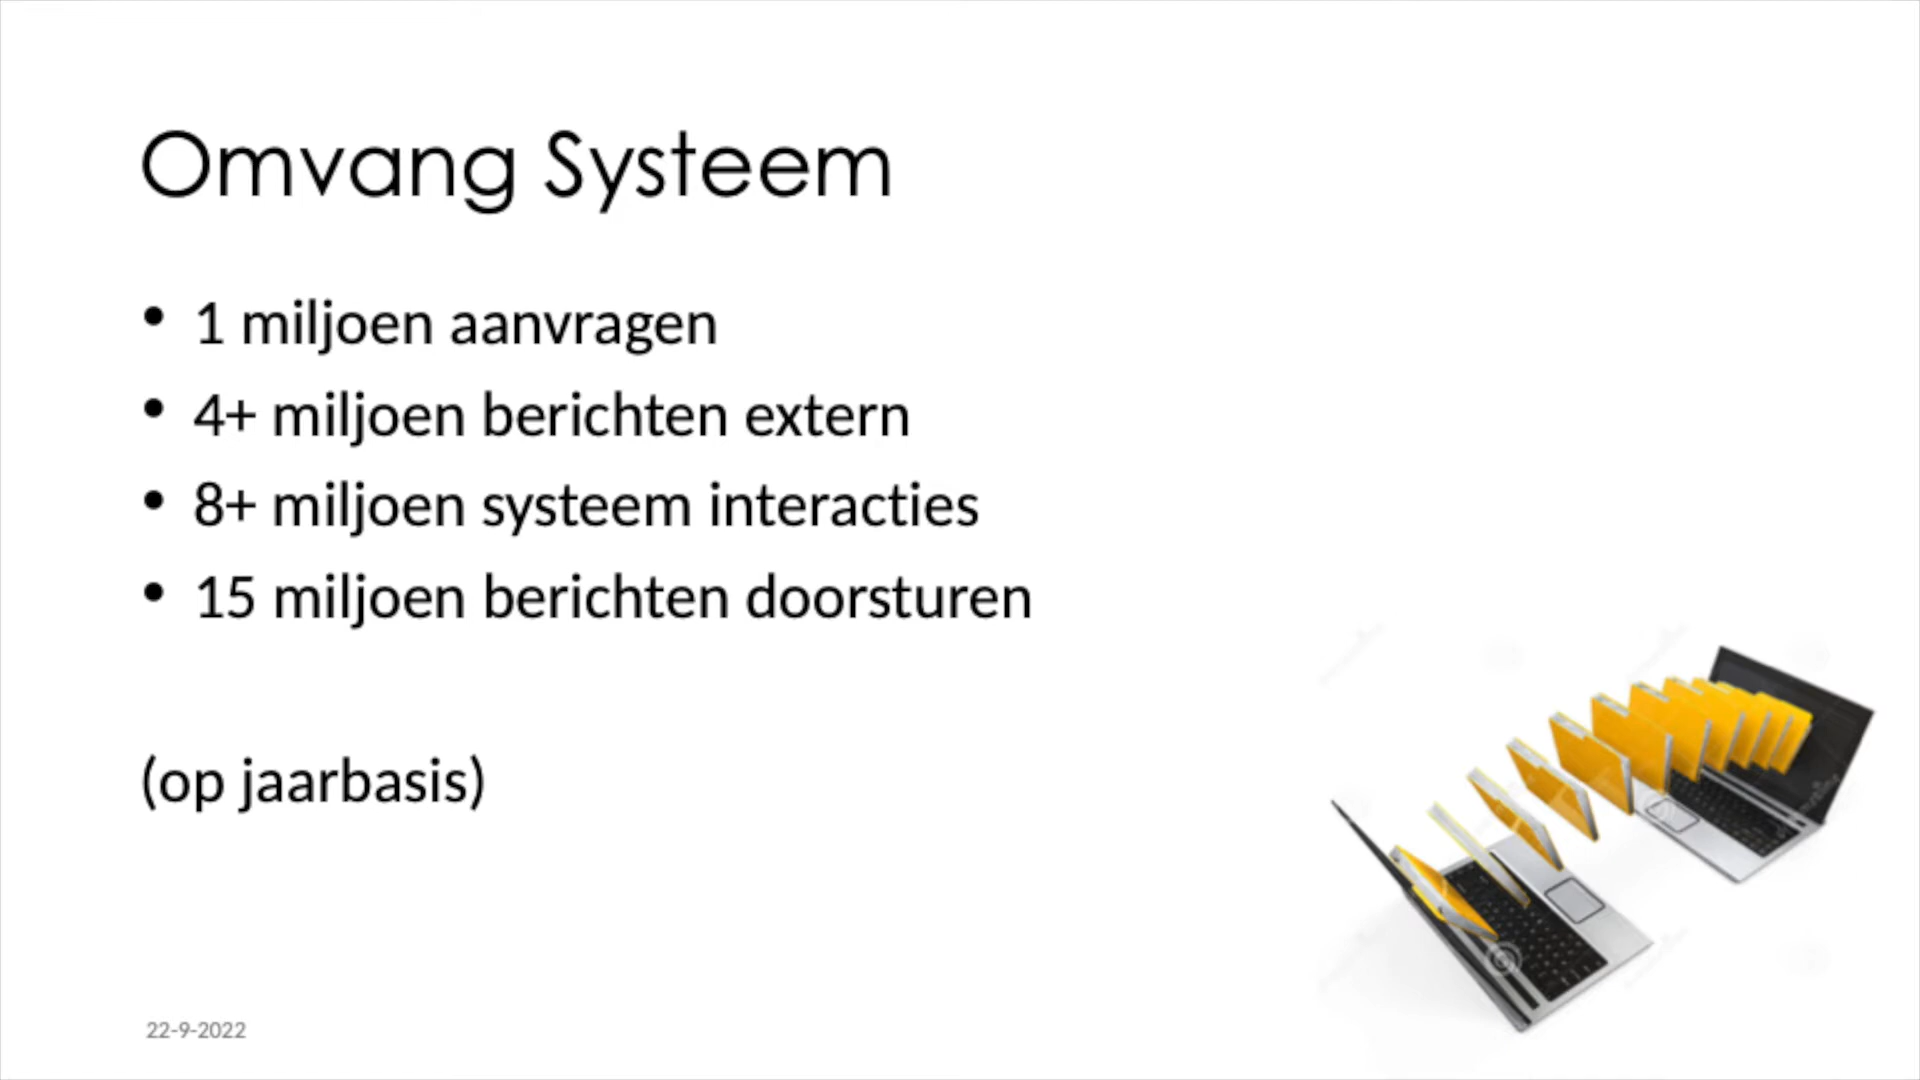 Omvang Systeem
• 1 miljoen aanvragen
• 4+ miljoen berichten extern
• 8+ miljoen systeem interacties
• 15 miljoen berichten doorsturen
(op jaarbasis)
22-9-2022